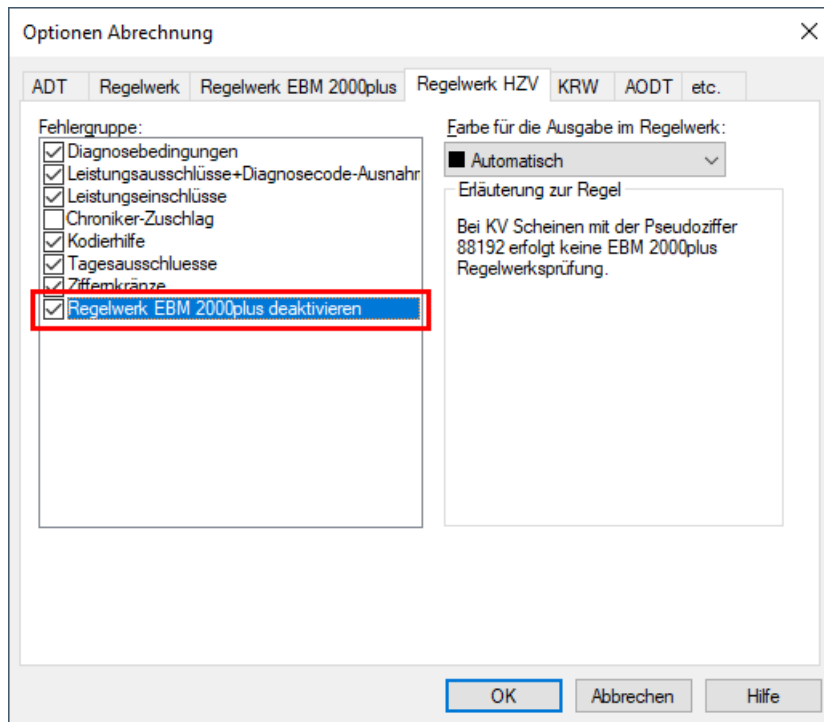 Optionen Abrechnung
ADT Regelwerk Regelwerk EBM 2000plus Regelwerk HZV KRW AODT etc.
Fehlergruppe:
Diagnosebedingungen
Leistungsausschlüsse+Diagnosecode-Ausnahr
Leistungseinschlüsse
Chroniker-Zuschlag
Kodierhilfe
Tagesausschluesse
Ziffernkränze
Regelwerk EBM 2000plus deaktivieren
Farbe für die Ausgabe im Regelwerk:
Automatisch
Erläuterung zur Regel
Bei KV Scheinen mit der Pseudoziffer
88192 erfolgt keine EBM 2000plus
Regelwerksprüfung.
OK Abbrechen Hilfe